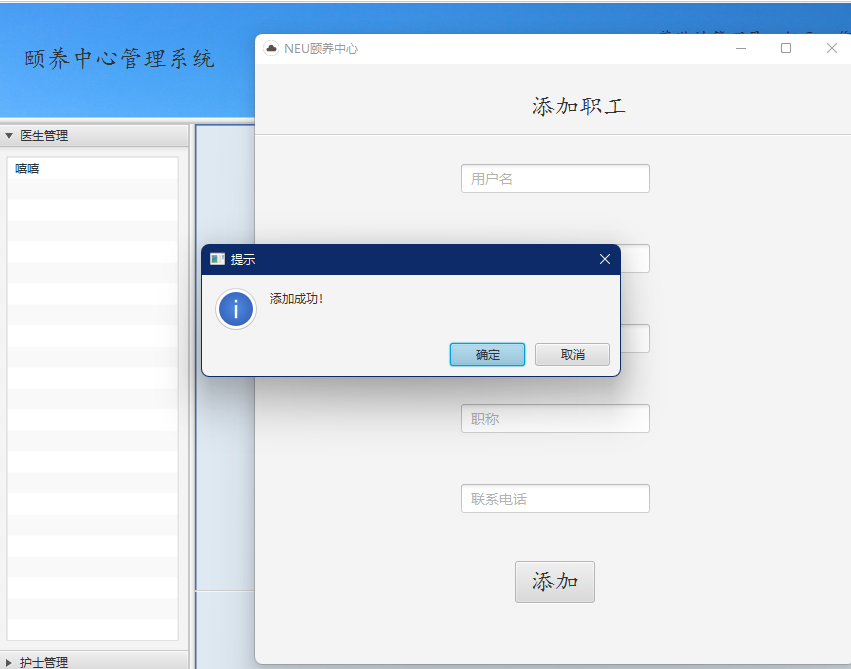 颐养中心管理系统
NEU颐养中心
添加职工
医生管理
嘻嘻
用户名
提示
添加成功!
确定
取消
职称
联系电话
添加
护士管理